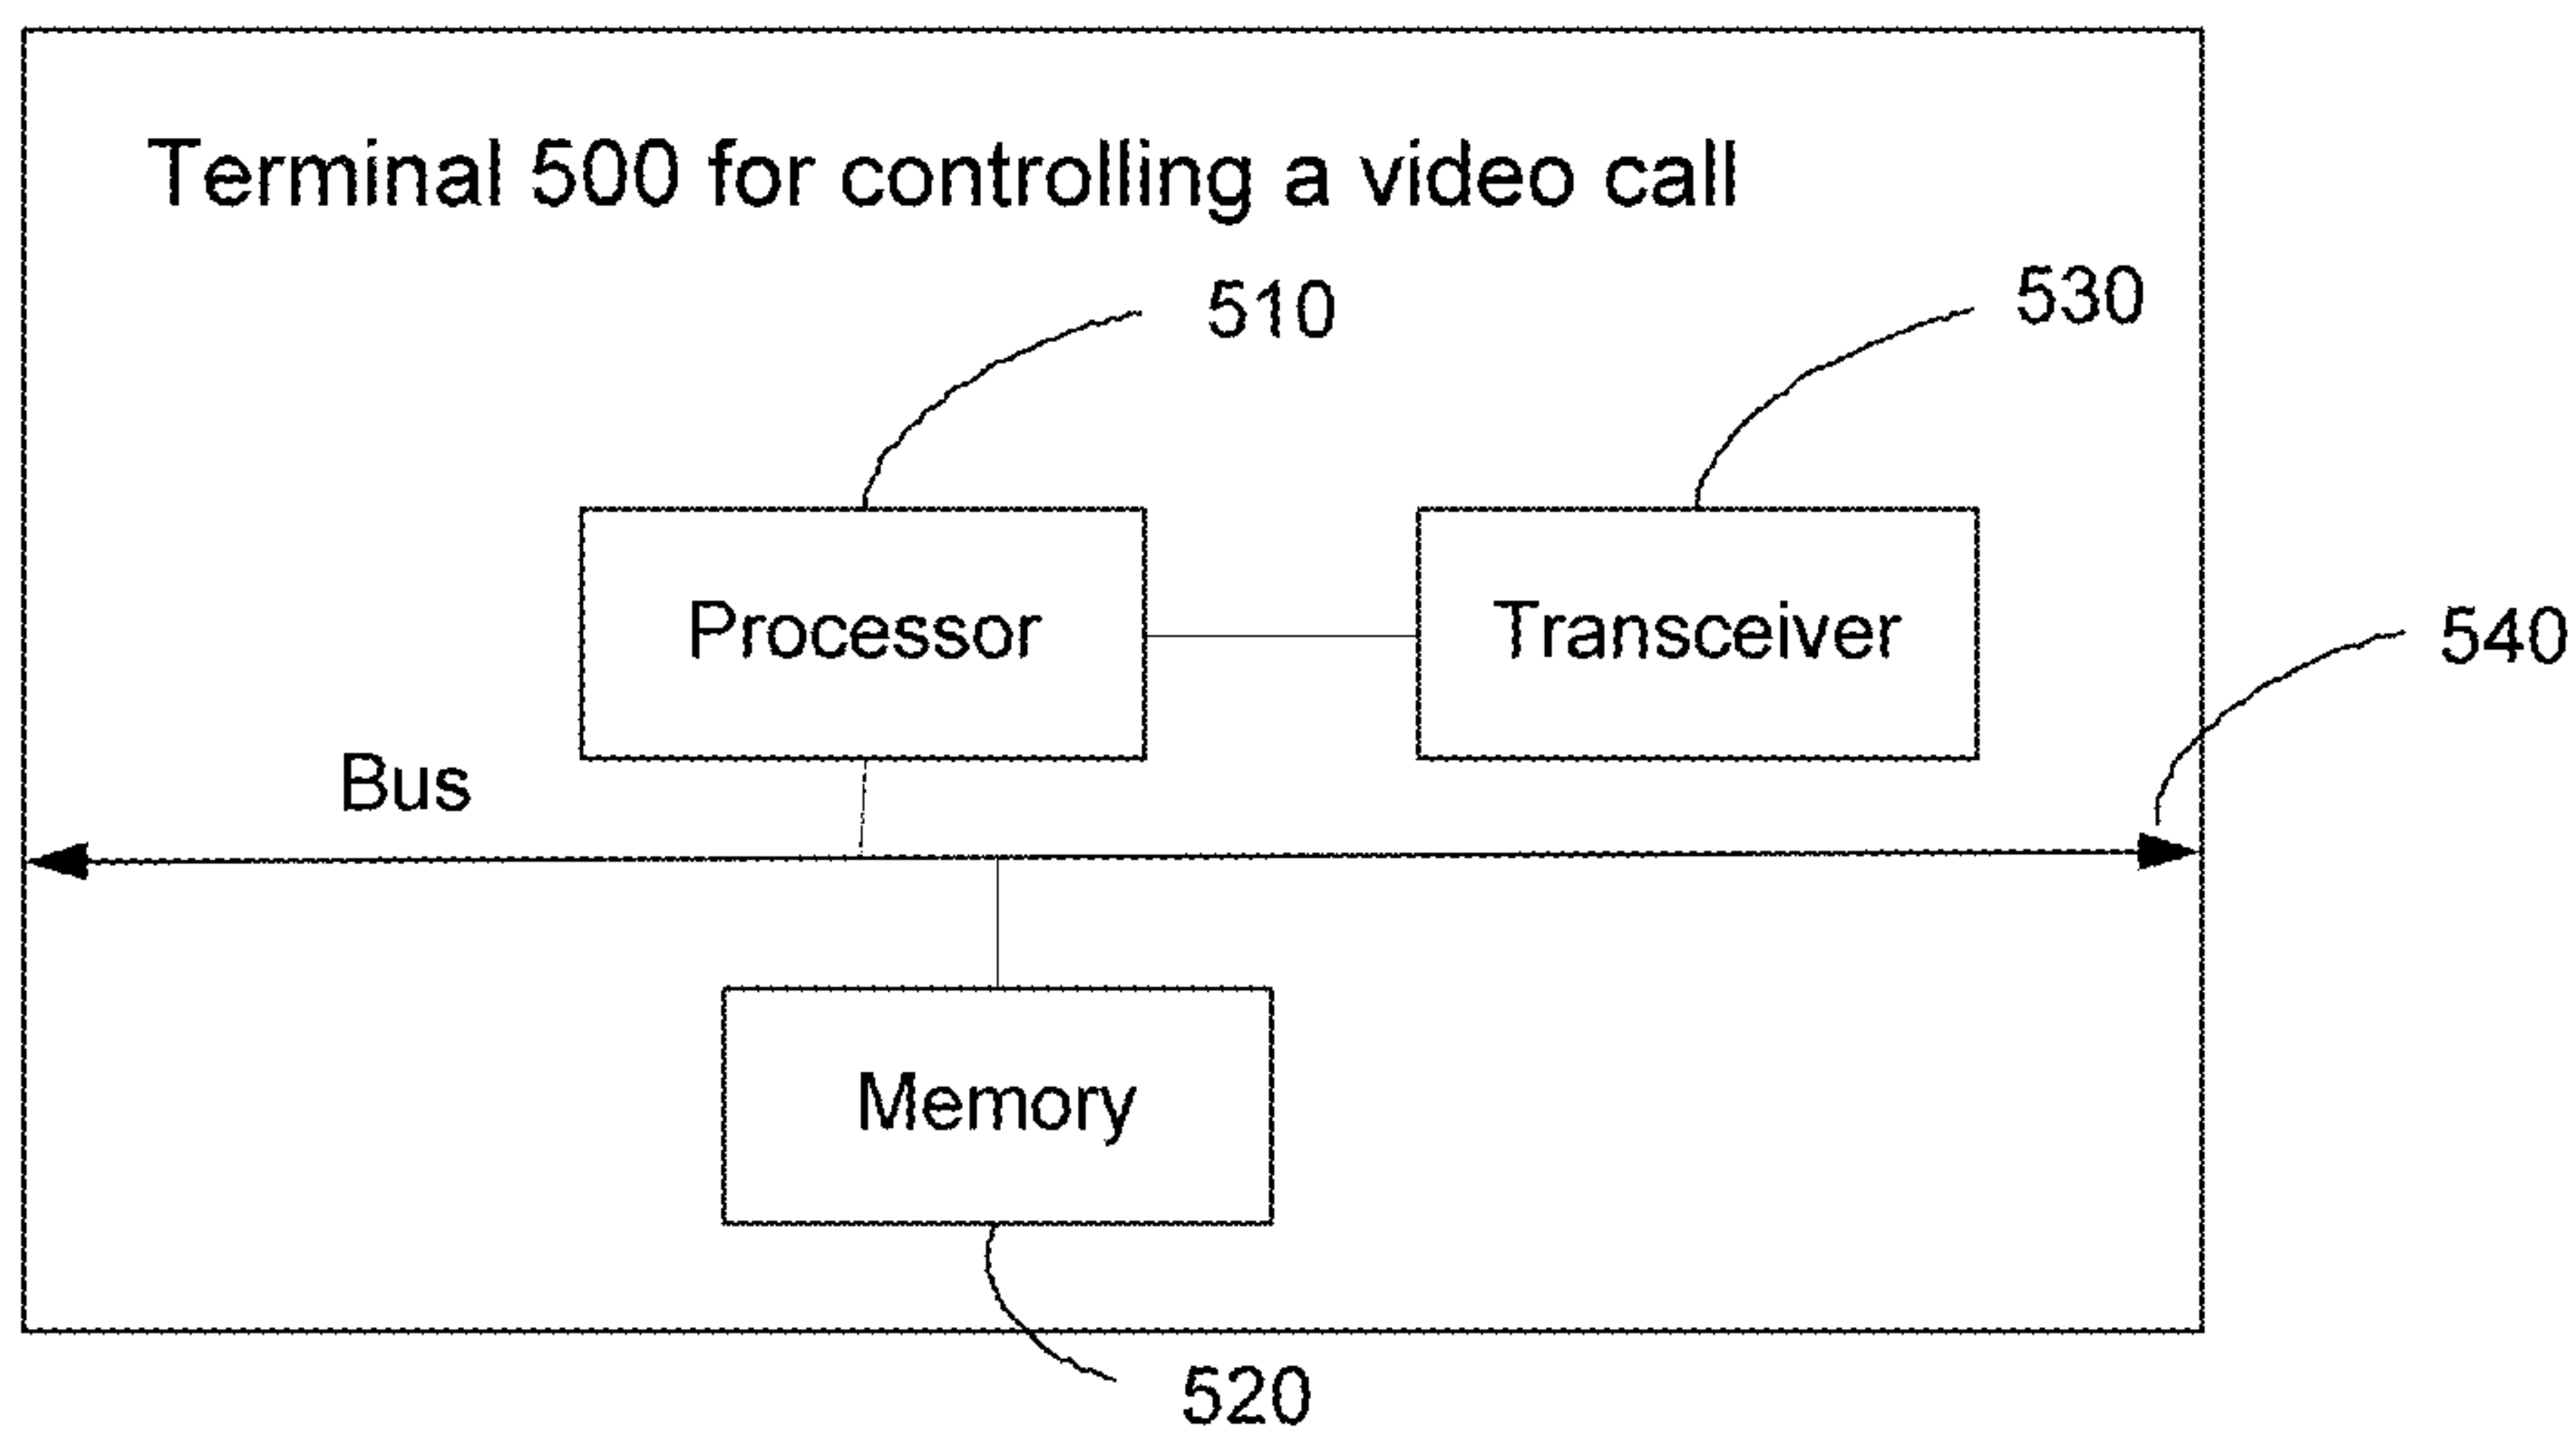 Terminal 500 for controlling a video call
510
530
Processor
Transceiver
540
Bus
Memory
520